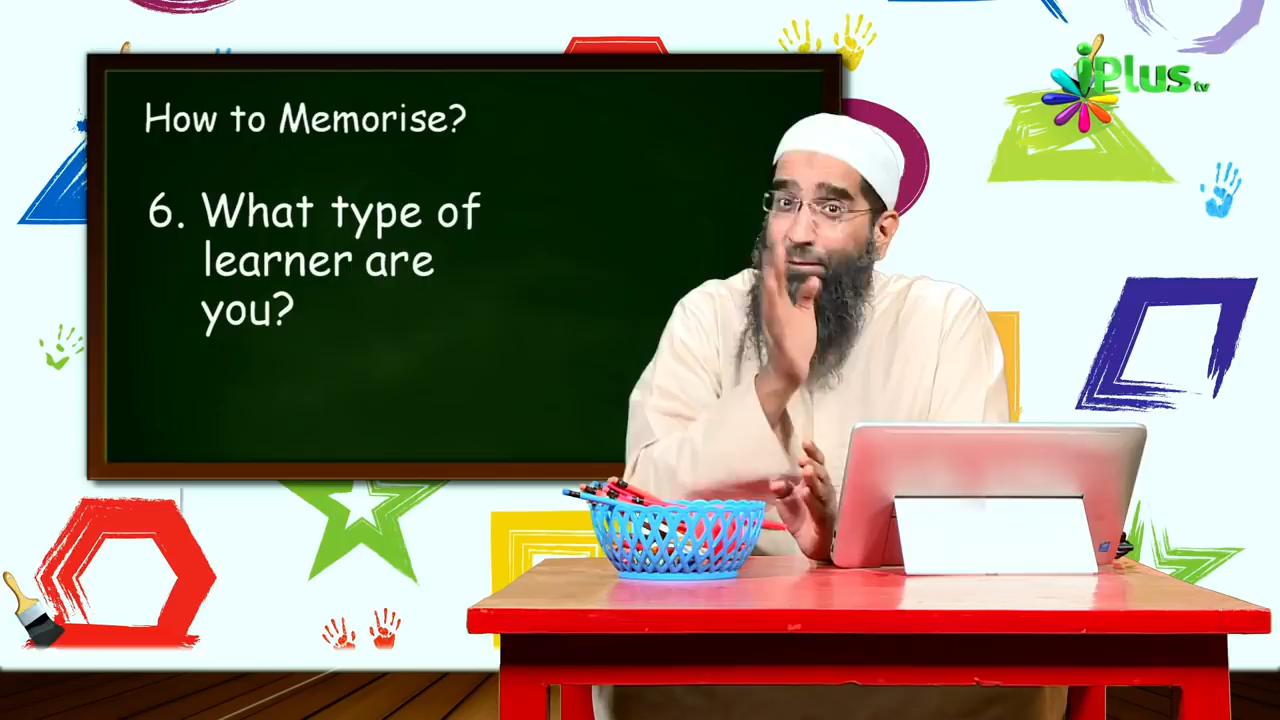 How to Memorise?
6. What type of
learner are
you?
iPlus tv